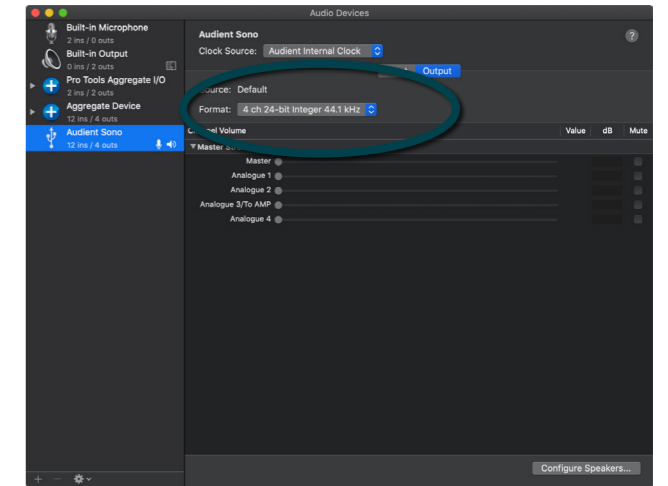 Audio Devices
Built-in Microphone
2 ins / 0 outs
Built-in Output
0 ins / 2 outs
Pro Tools Aggregate I/O
2 ins / 2 outs
Aggregate Device
12 ins / 4 outs
Audient Sono
12 ins / 4 outs
Audient Sono
?
Clock Source: Audient Internal Clock
Output
Source: Default
Format: 4 ch 24-bit Integer 44.1 kHz
Channel Volume Value dB Mute
Master
Master
Analogue 1
Analogue 2
Analogue 3/To AMP
Analogue 4
Configure Speakers...